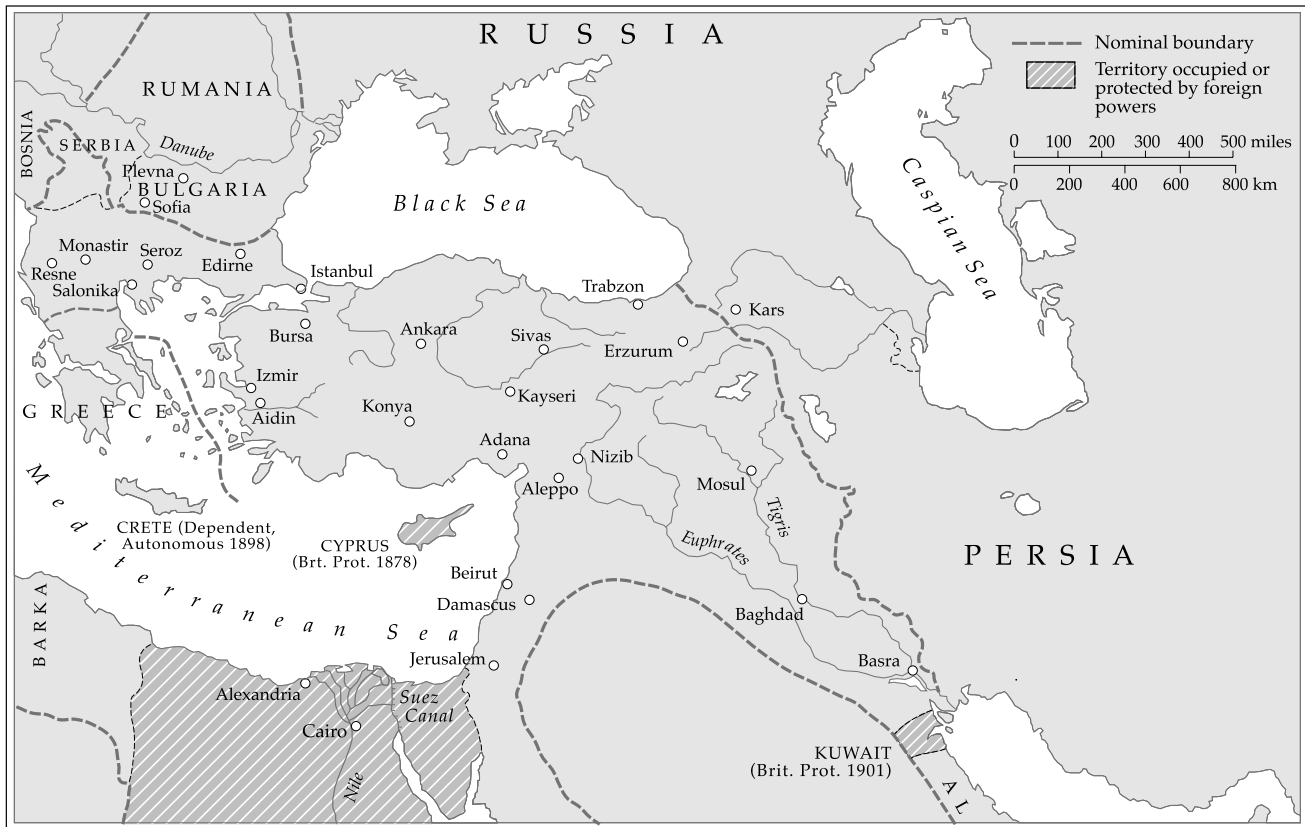 RUSSIA
Nominal boundary
Territory occupied or
protected by foreign
powers
0 100 200 300 400 500 miles
0 200 400 600 800 km
RUMANIA
BOSNIA
SERBIA
Danube
Plevna
BULGARIA
Sofia
Black Sea
Caspian Sea
Monastir
Seroz
Edirne
Resne
Salonika
Istanbul
Trabzon
Kars
Bursa
Ankara
Sivas
Erzurum
Izmir
Kayseri
Aidin
Konya
GREECE
Adana
Nizib
Aleppo
Mosul
Tigris
Mediterranean Sea
CRETE (Dependent,
Autonomous 1898)
CYPRUS
(Brt. Prot. 1878)
Euphrates
PERSIA
Beirut
Damascus
Baghdad
BARKA
Jerusalem
Basra
Alexandria
Suez
Canal
Cairo
KUWAIT
(Brit. Prot. 1901)
Nile
AL